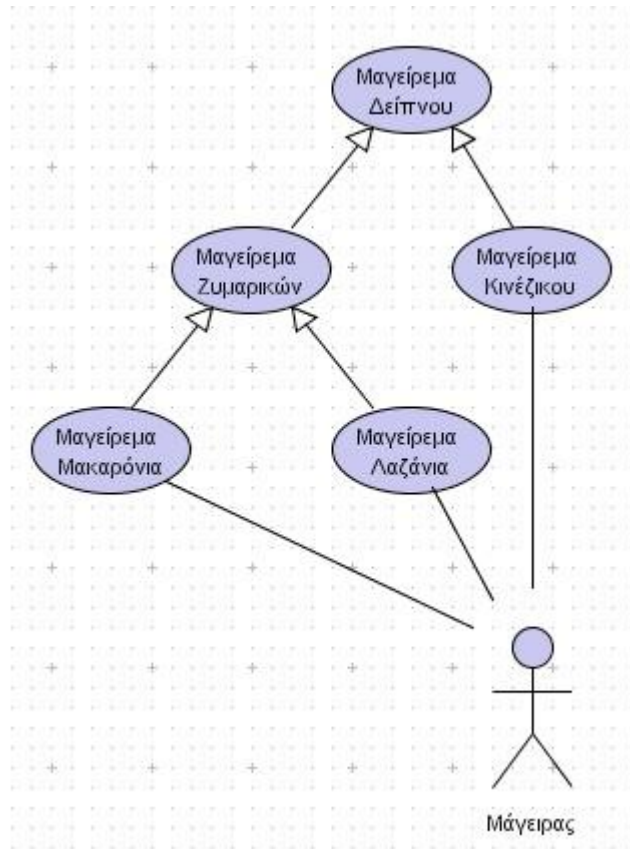 Μαγείρεμα
Δείπνου
Μαγείρεμα
Ζυμαρικών
Μαγείρεμα
Κινέζικου
Μαγείρεμα
Μακαρόνια
Μαγείρεμα
Λαζάνια
Μάγειρας